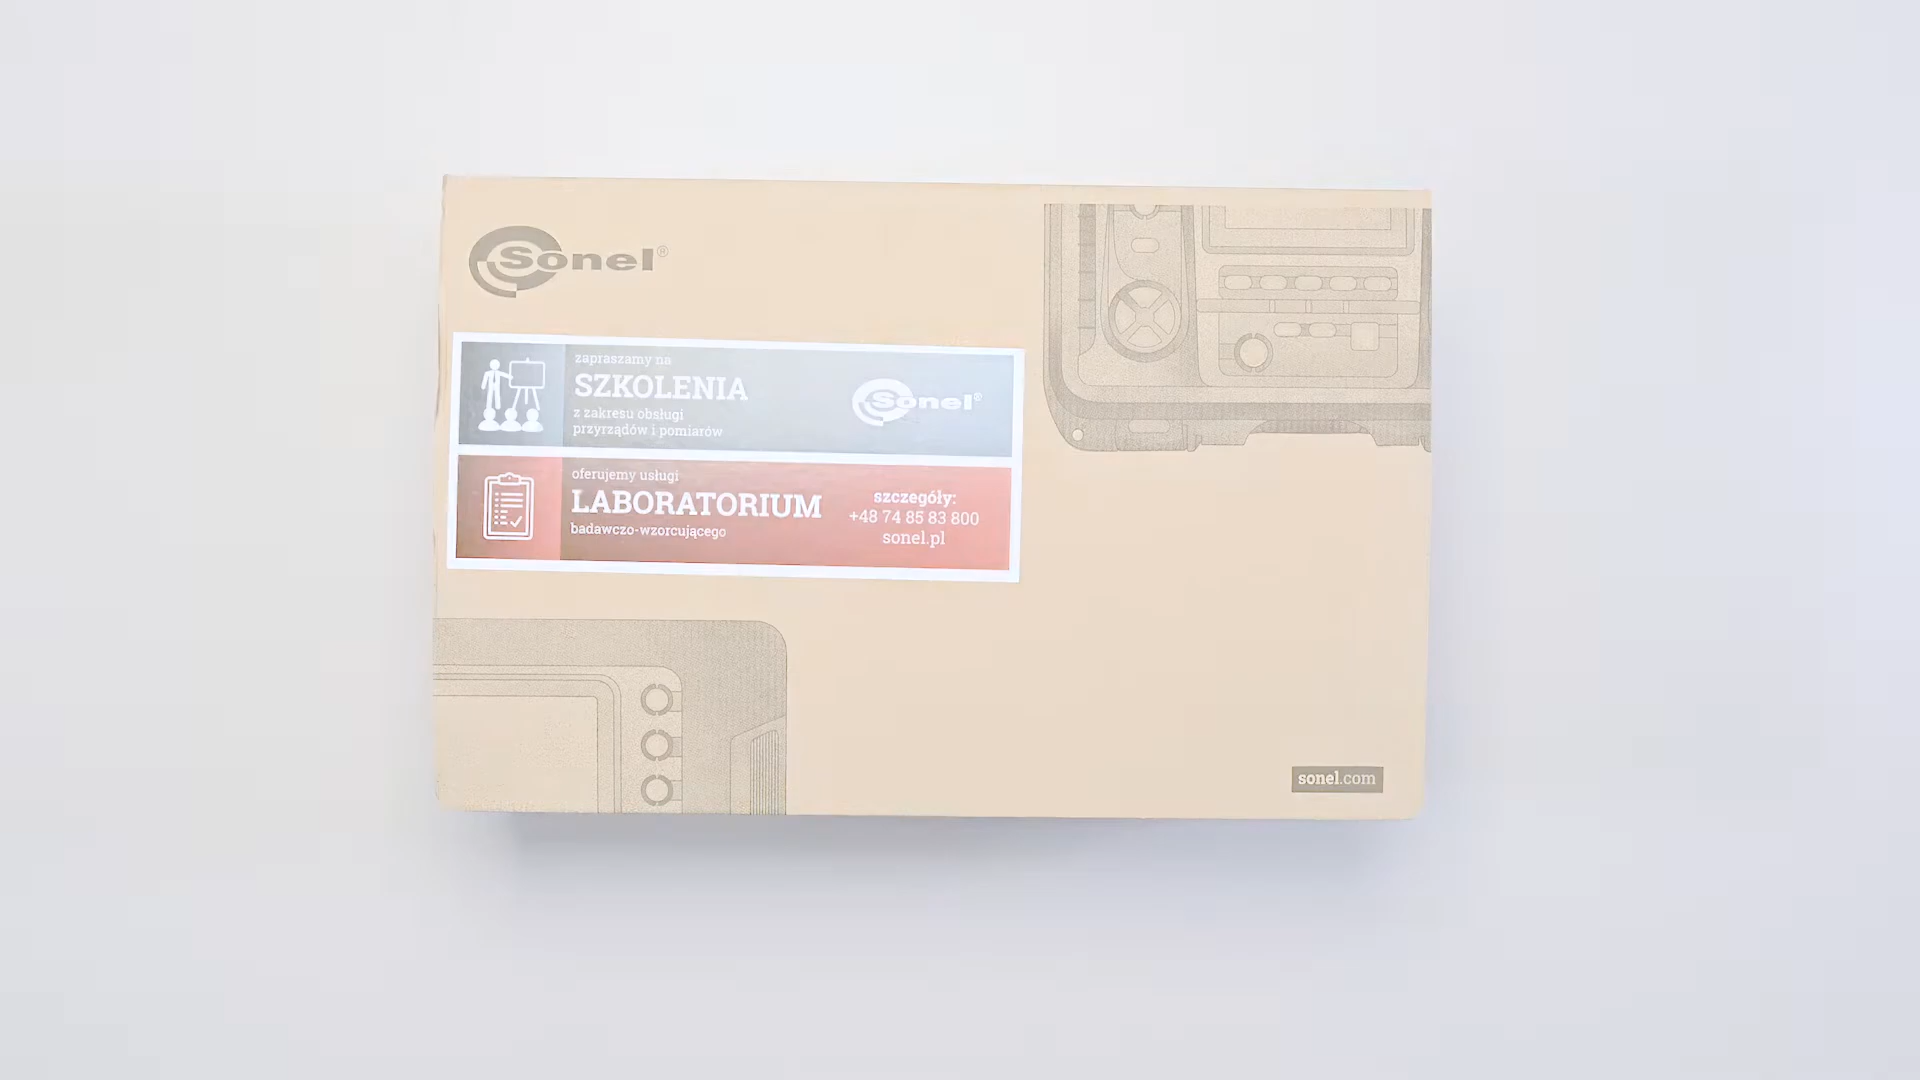 Sonel®
zapraszamy na
SZKOLENIA
z zakresu obsługi
przyrządów i pomiarów
Sonel®
oferujemy usługi
LABORATORIUM
badawczo-wzorcującego
szczegóły:
+48 74 85 83 800
sonel.pl
sonel.com